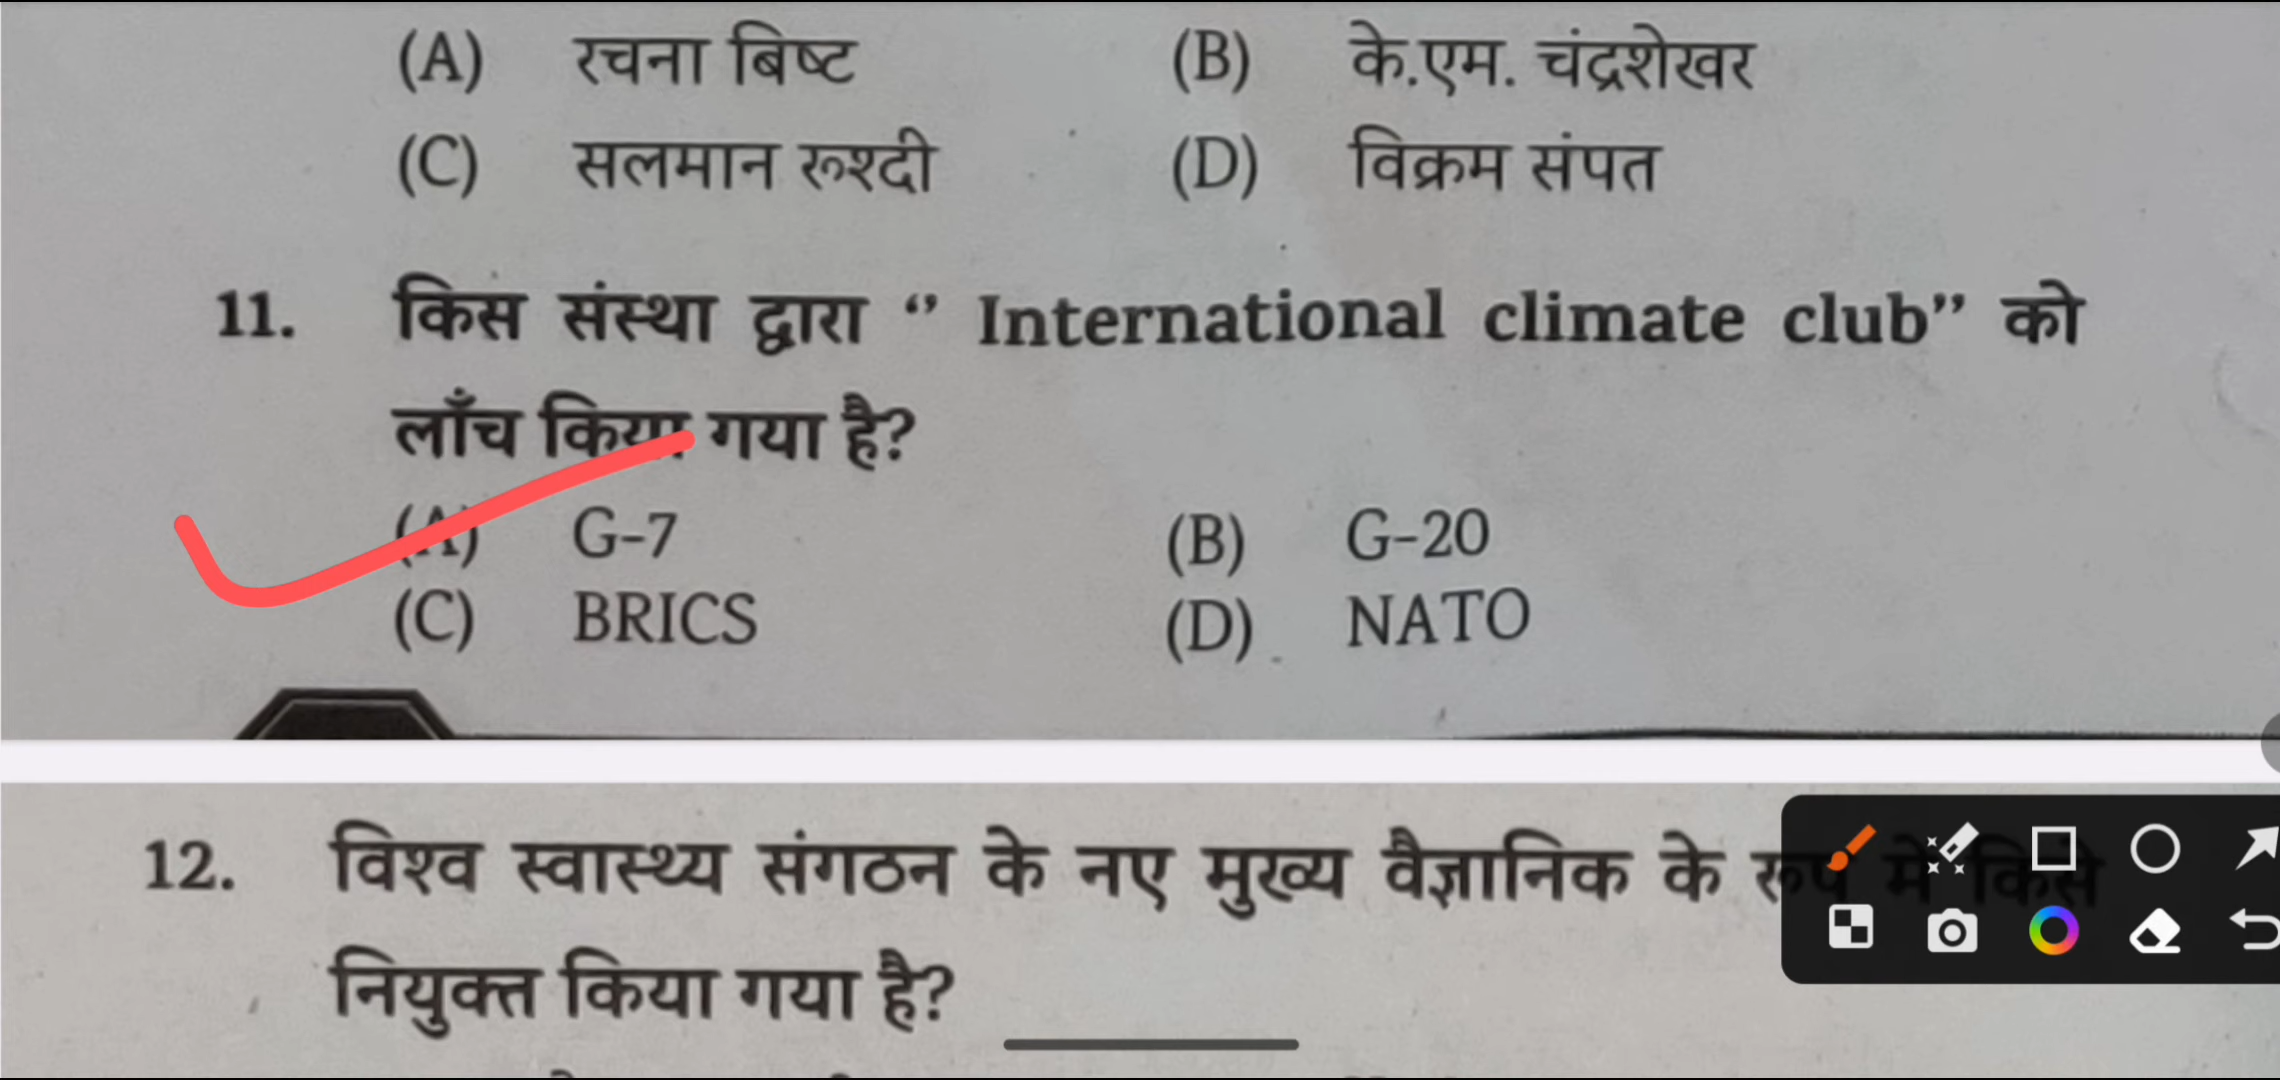 (A) रचना बिष्ट (B) के.एम. चंद्रशेखर
(C) सलमान रुश्दी (D) विक्रम संपत
11. किस संस्था द्वारा “ International climate club” को
लाँच किया गया है?
(A) G-7 (B) G-20
(C) BRICS (D) NATO
12. विश्व स्वास्थ्य संगठन के नए मुख्य वैज्ञानिक के रूप में किसे
नियुक्त किया गया है?